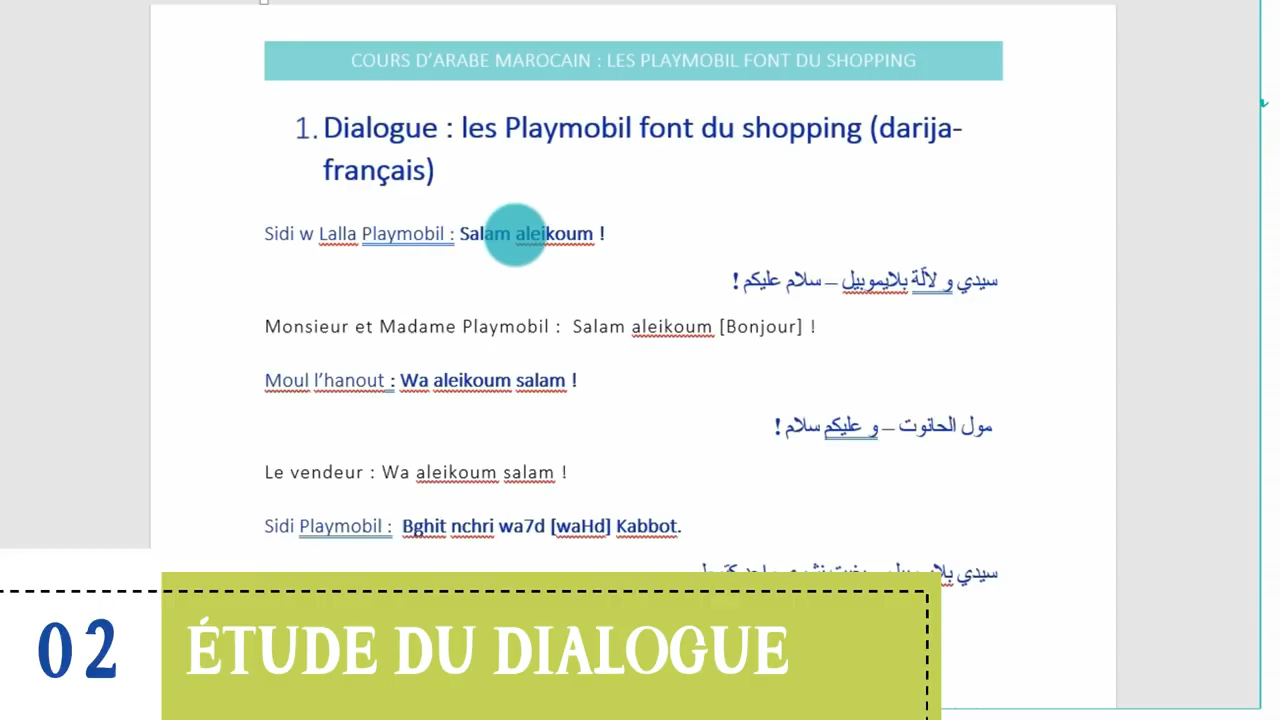 COURS D'ARABE MAROCAIN : LES PLAYMOBIL FONT DU SHOPPING
1. Dialogue : les Playmobil font du shopping (darija-
français)
Sidi w Lalla Playmobil : Salam aleikoum !
سيدي و لالّة بلايموبيل – سلام عليكم !
Monsieur et Madame Playmobil : Salam aleikoum [Bonjour] !
Moul l’hanout : Wa aleikoum salam !
مول الحانوت – و عليكم سلام !
Le vendeur : Wa aleikoum salam !
Sidi Playmobil : Bghit nchri wa7d [waHd] Kabbot.
سيدي
02 ÉTUDE DU DIALOGUE